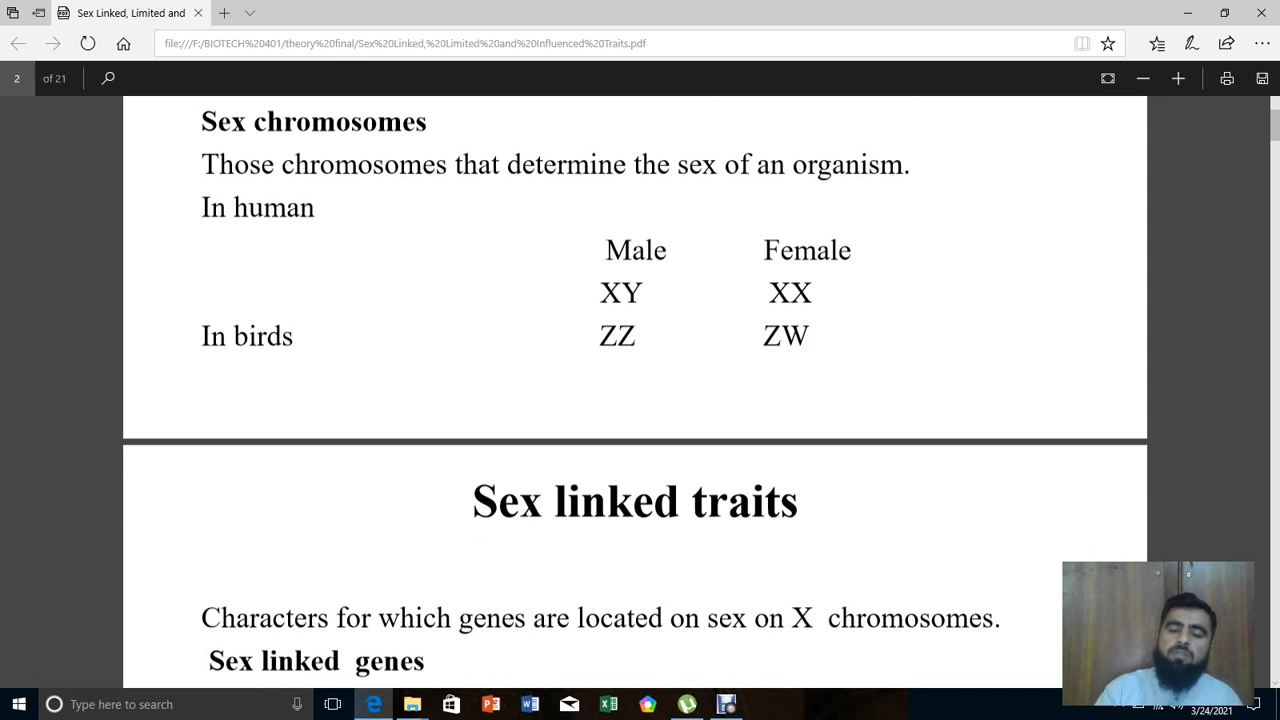 Sex Linked, Limited and
file:///F:/BIOTECH%20401/theory%20final/Sex%20Linked,%20Limited%20and%20Influenced%20Traits.pdf
2 of 21
Sex chromosomes
Those chromosomes that determine the sex of an organism.
In human
Male Female
XY XX
In birds ZZ ZW
Sex linked traits
Characters for which genes are located on sex on X chromosomes.
Sex linked genes
Type here to search
3/24/2021